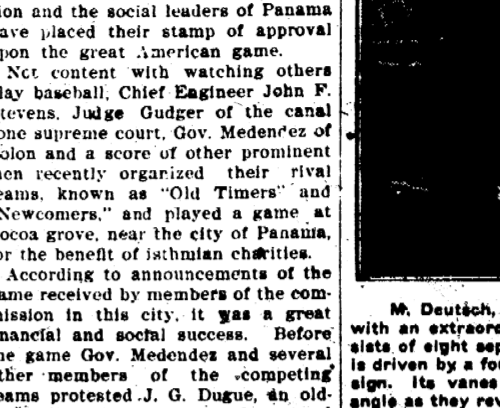 ion and the social leaders of Panama
ave placed their stamp of approval
pon the great American game.
Not content with watching others
lay baseball, Chief Engineer John F.
tevens, Judge Gudger of the canal
one supreme court, Gov. Medendez of
olon and a score of other prominent
nen recently organized their rival
eams, known as "Old Timers" and
Newcomers," and played a game at
ocoa grove, near the city of Panama,
or the benefit of isthmian charities.
According to announcements of the
ame received by members of the com-
nission in this city, it was a great
inancial and social success. Before
he game Gov. Medendez and several
ther members of the competing
eams protested J. G. Dugue, an old-
M. Deutsch,
with an extraor
sists of eight sep
is driven by a fou
sign. Its vanes
angle as they rev